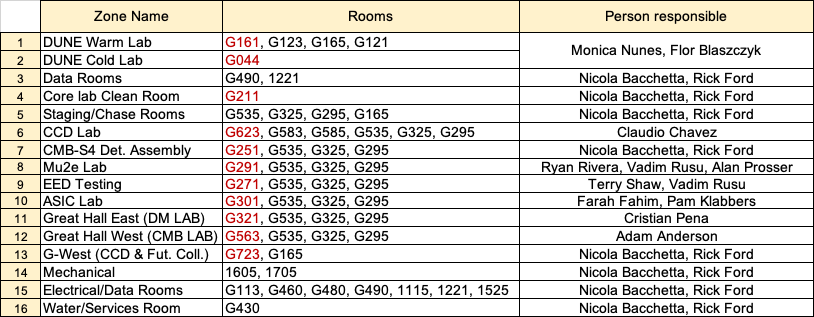 Zone Name Rooms Person responsible
1 DUNE Warm Lab G161, G123, G165, G121 Monica Nunes, Flor Blaszczyk
2 DUNE Cold Lab G044
3 Data Rooms G490, 1221 Nicola Bacchetta, Rick Ford
4 Core lab Clean Room G211 Nicola Bacchetta, Rick Ford
5 Staging/Chase Rooms G535, G325, G295, G165 Nicola Bacchetta, Rick Ford
6 CCD Lab G623, G583, G585, G535, G325, G295 Claudio Chavez
7 CMB-S4 Det. Assembly G251, G535, G325, G295 Nicola Bacchetta, Rick Ford
8 Mu2e Lab G291, G535, G325, G295 Ryan Rivera, Vadim Rusu, Alan Prosser
9 EED Testing G271, G535, G325, G295 Terry Shaw, Vadim Rusu
10 ASIC Lab G301, G535, G325, G295 Farah Fahim, Pam Klabbers
11 Great Hall East (DM LAB) G321, G535, G325, G295 Cristian Pena
12 Great Hall West (CMB LAB) G563, G535, G325, G295 Adam Anderson
13 G-West (CCD & Fut. Coll.) G723, G165 Nicola Bacchetta, Rick Ford
14 Mechanical 1605, 1705 Nicola Bacchetta, Rick Ford
15 Electrical/Data Rooms G113, G460, G480, G490, 1115, 1221, 1525 Nicola Bacchetta, Rick Ford
16 Water/Services Room G430 Nicola Bacchetta, Rick Ford